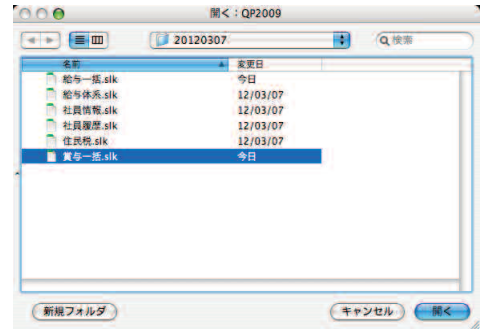 開く：QP2009
20120307
検索
名前 変更日
給与一括.slk 今日
給与体系.slk 12/03/07
社員情報.slk 12/03/07
社員履歴.slk 12/03/07
住民税.slk 12/03/07
賞与一括.slk 今日
新規フォルダ キャンセル 開く